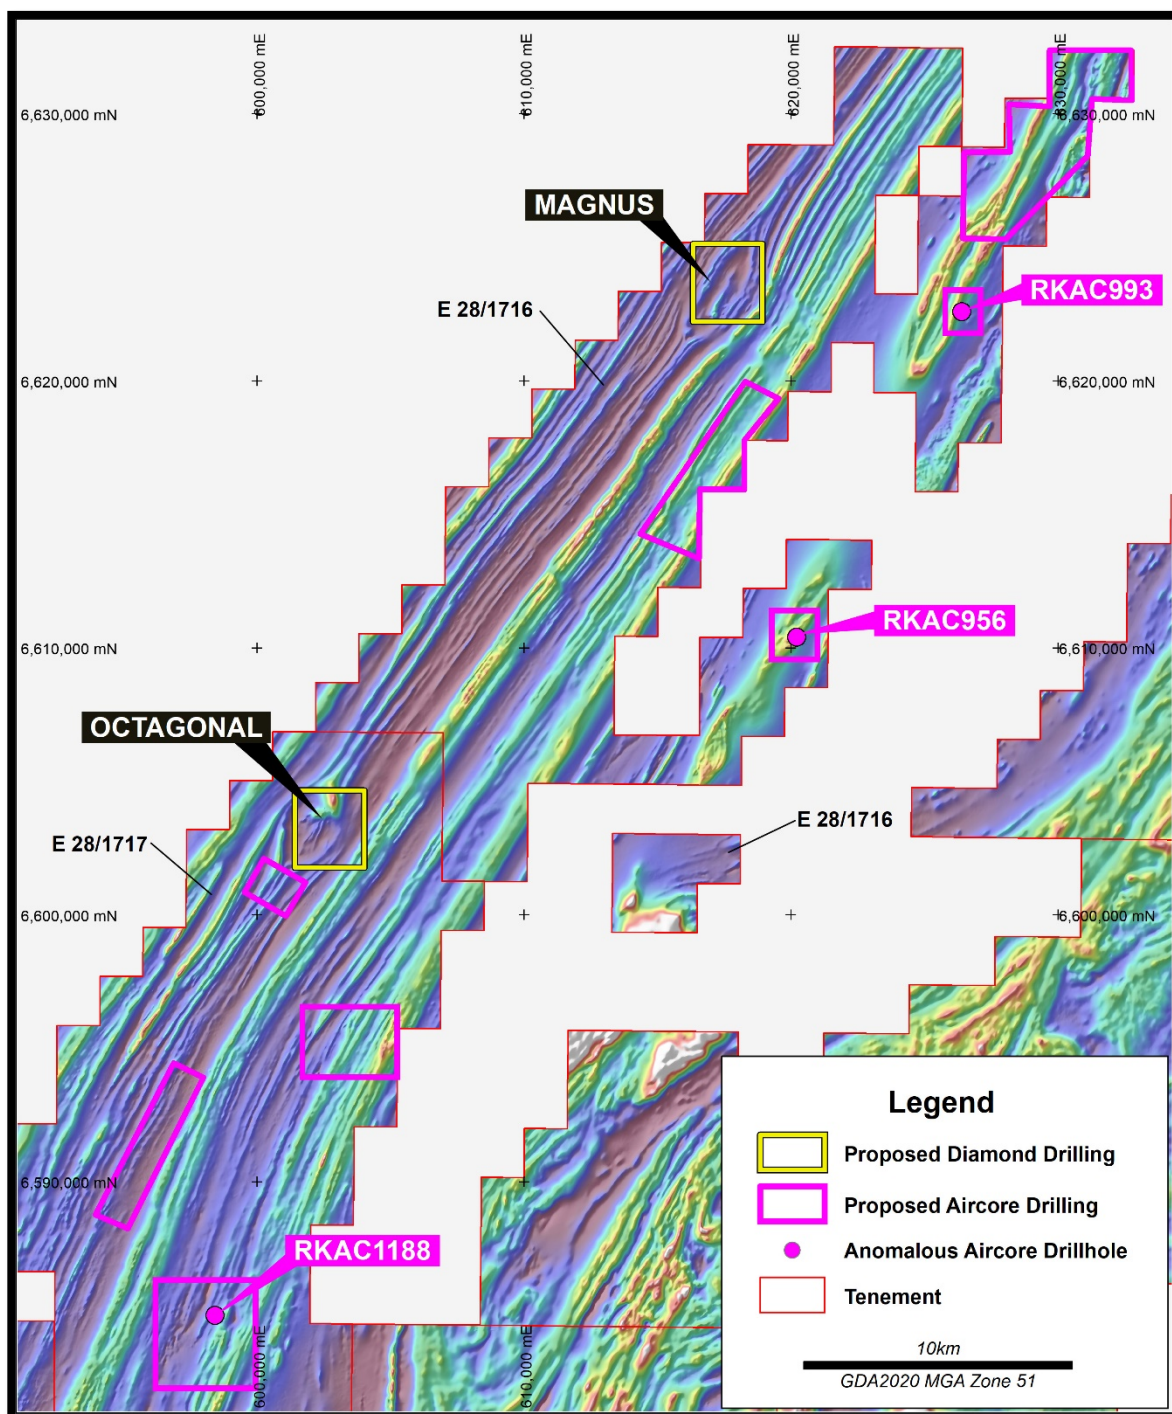 600,000 mE
610,000 mE
620,000 mE
630,000 mE
6,630,000 mN
6,630,000 mN
MAGNUS
RKAC993
E 28/1716
6,620,000 mN
6,620,000 mN
RKAC956
6,610,000 mN
6,610,000 mN
OCTAGONAL
E 28/1716
E 28/1717
6,600,000 mN
6,600,000 mN
6,590,000 mN
RKAC1188
600,000 mE
610,000 mE
Legend
Proposed Diamond Drilling
Proposed Aircore Drilling
Anomalous Aircore Drillhole
Tenement
10km
GDA2020 MGA Zone 51